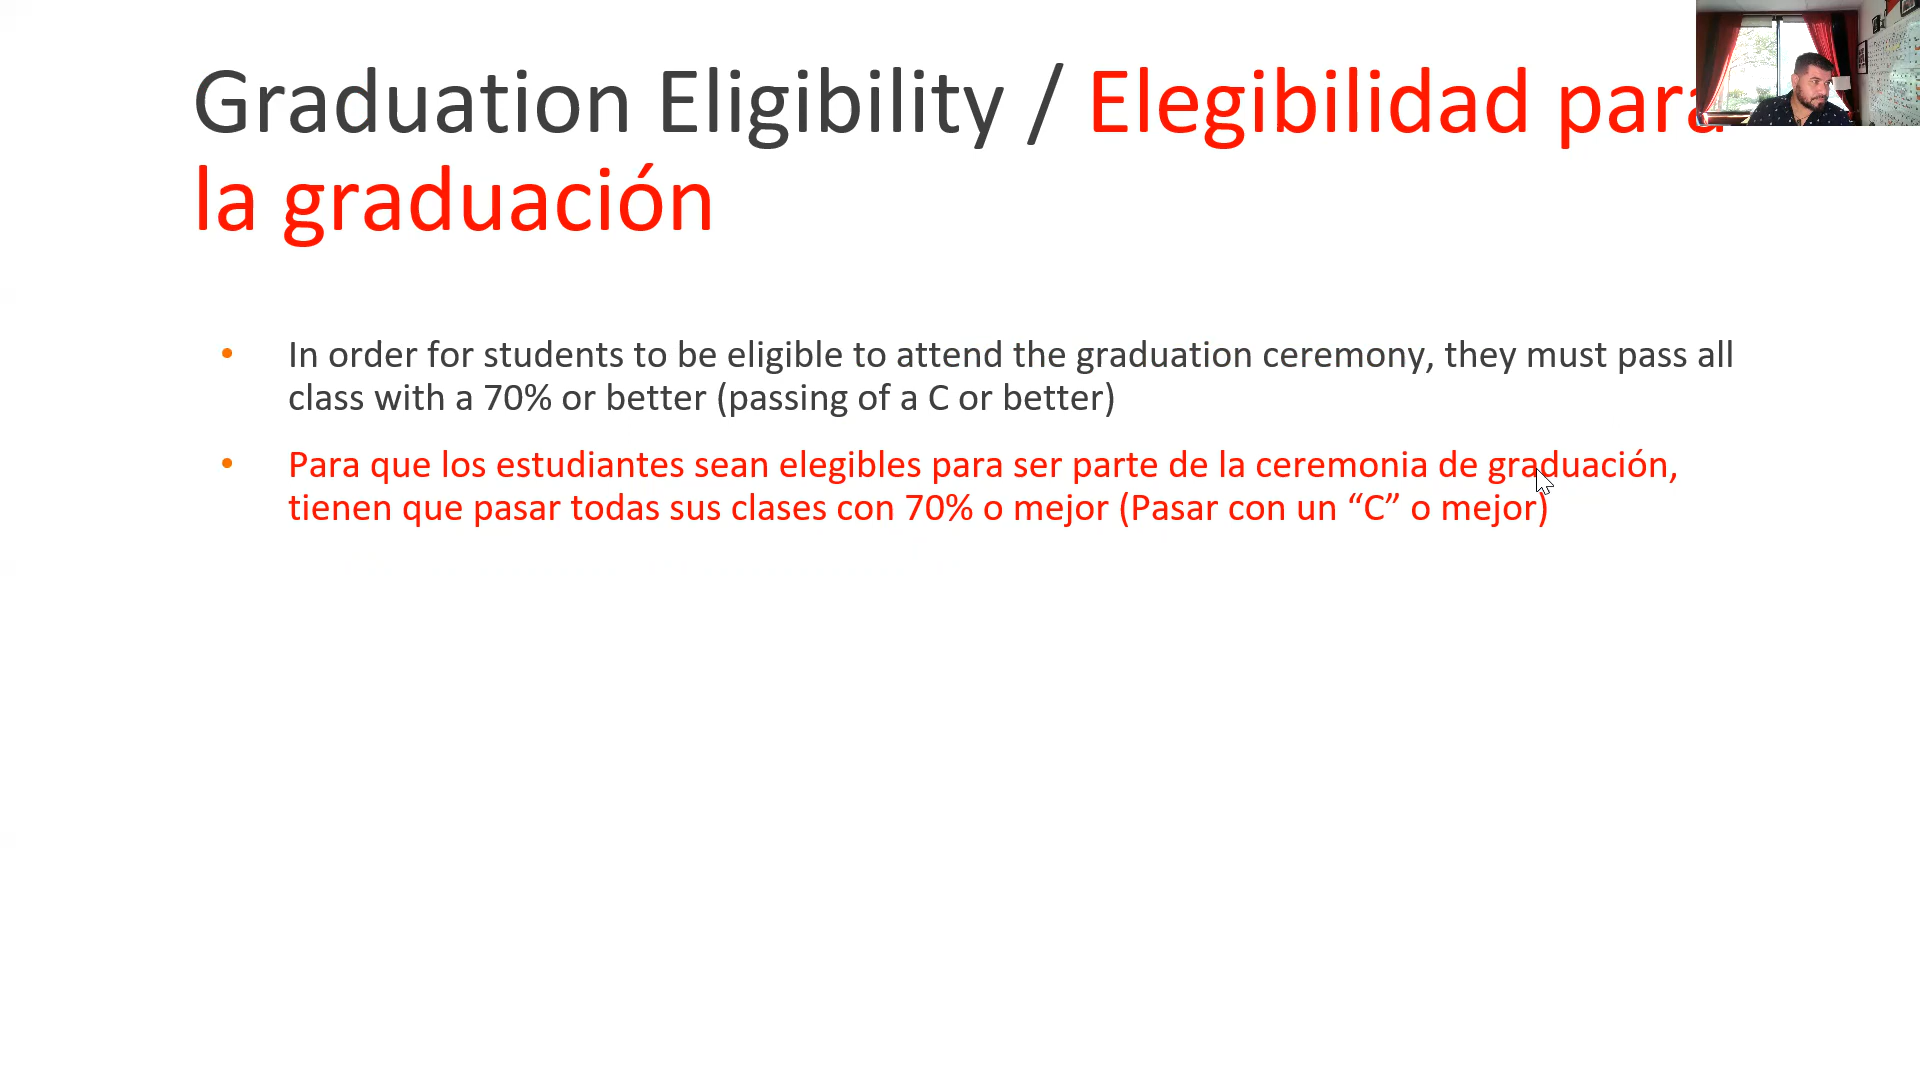 Graduation Eligibility / Elegibilidad para
la graduación
• In order for students to be eligible to attend the graduation ceremony, they must pass all
class with a 70% or better (passing of a C or better)
• Para que los estudiantes sean elegibles para ser parte de la ceremonia de graduación,
tienen que pasar todas sus clases con 70% o mejor (Pasar con un “C” o mejor)